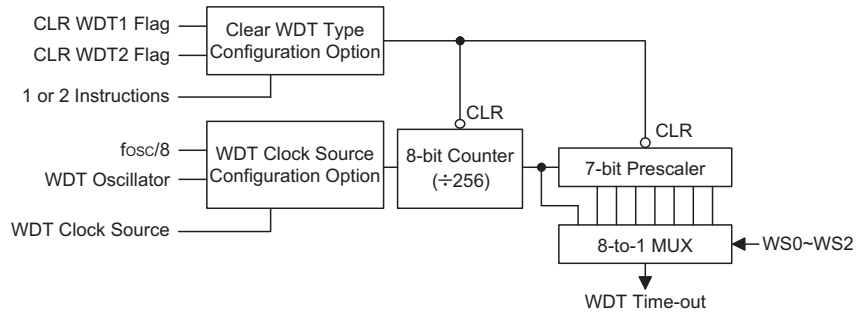 CLR WDT1 Flag
CLR WDT2 Flag
1 or 2 Instructions
Clear WDT Type
Configuration Option
CLR
CLR
fosc/8
WDT Oscillator
WDT Clock Source
WDT Clock Source
Configuration Option
8-bit Counter
(÷256)
7-bit Prescaler
8-to-1 MUX
WS0~WS2
WDT Time-out